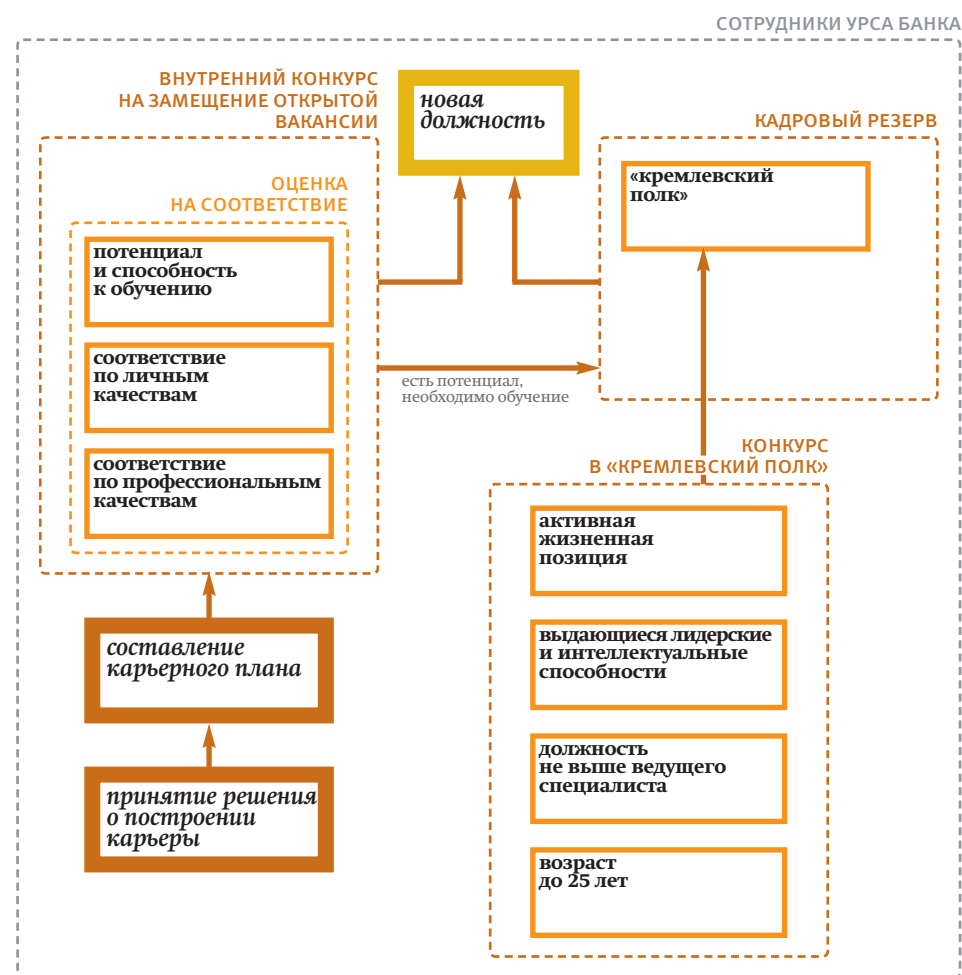 СОТРУДНИКИ УРСА БАНКА
ВНУТРЕННИЙ КОНКУРС
НА ЗАМЕЩЕНИЕ ОТКРЫТОЙ
ВАКАНСИИ
новая
должность
КАДРОВЫЙ РЕЗЕРВ
«кремлевский
полк»
ОЦЕНКА
НА СООТВЕТСТВИЕ
потенциал
и способность
к обучению
соответствие
по личным
качествам
соответствие
по профессиональным
качествам
есть потенциал,
необходимо обучение
КОНКУРС
В «КРЕМЛЕВСКИЙ ПОЛК»
активная
жизненная
позиция
выдающиеся лидерские
и интеллектуальные
способности
должность
не выше ведущего
специалиста
возраст
до 25 лет
составление
карьерного плана
принятие решения
о построении
карьеры